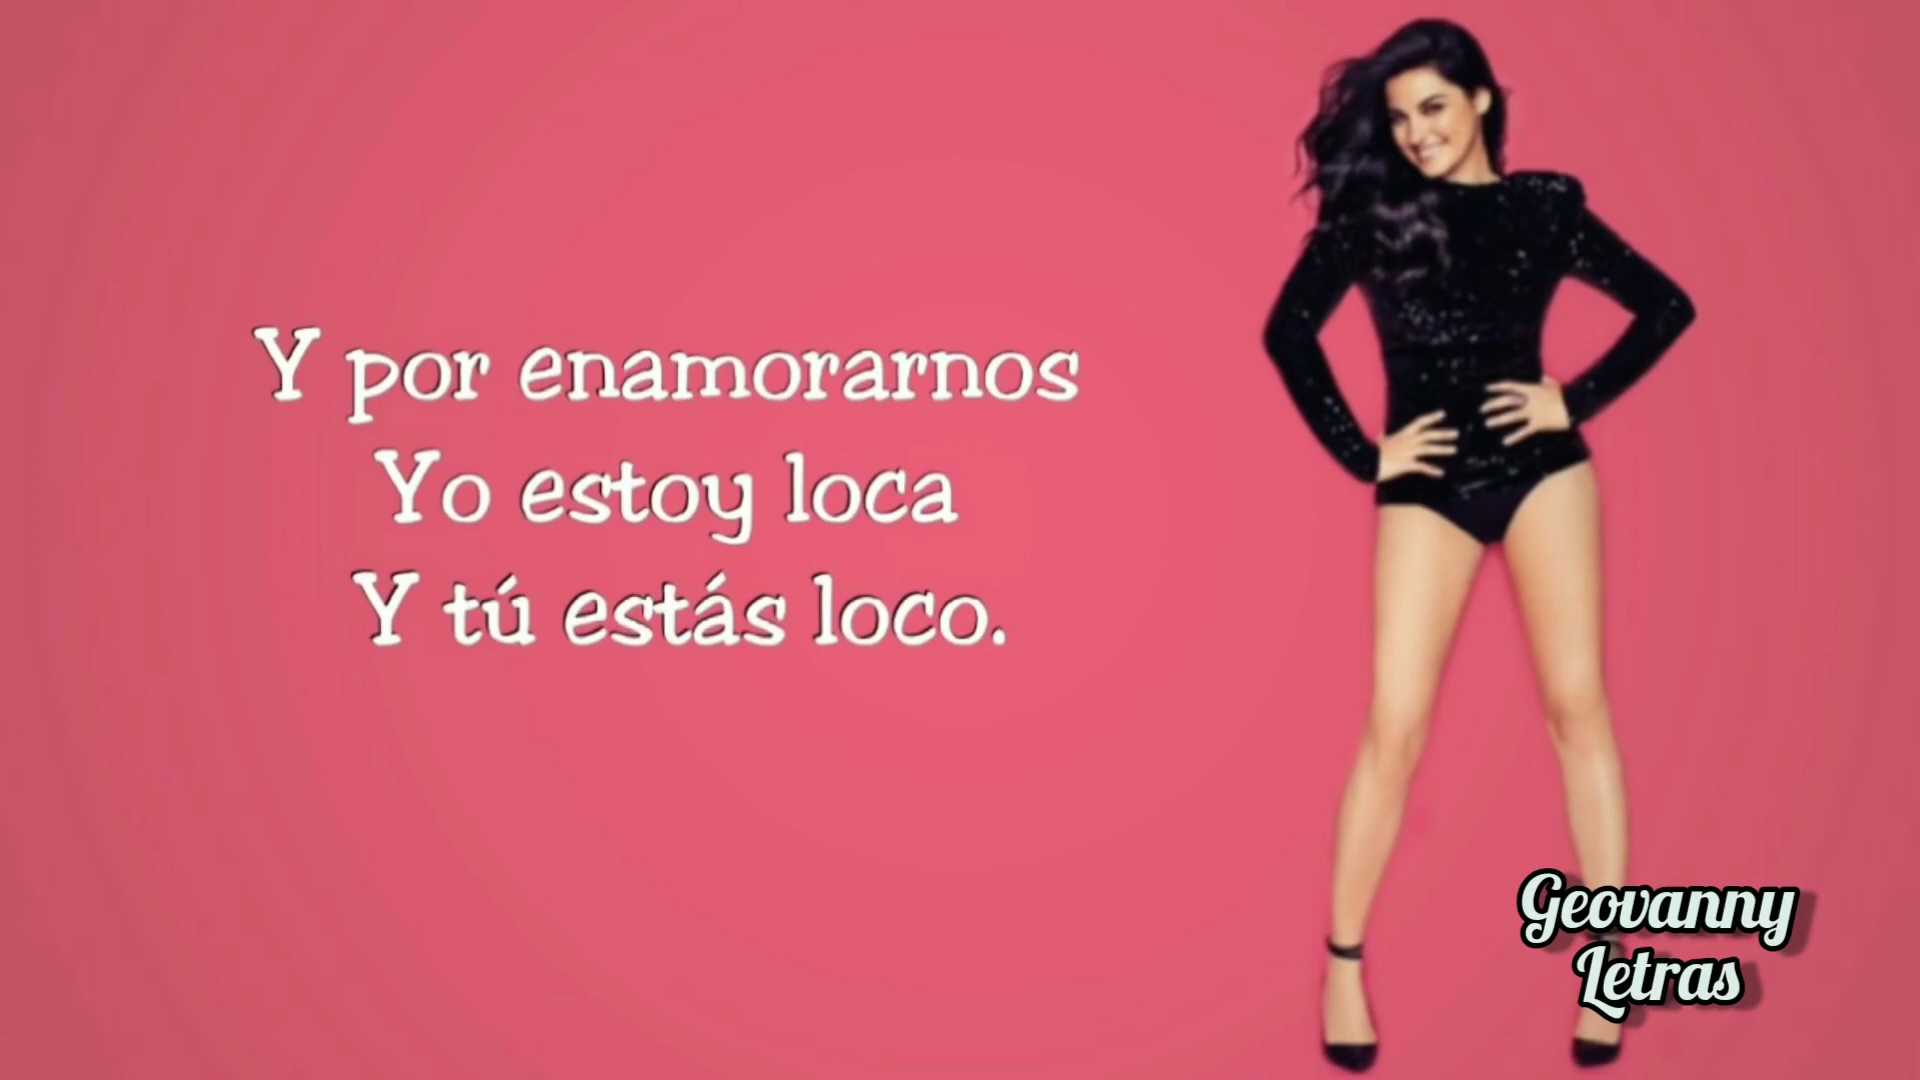 Y por enamorarnos
Yo estoy loca
Y tú estás loco.
Geovanny
Letras